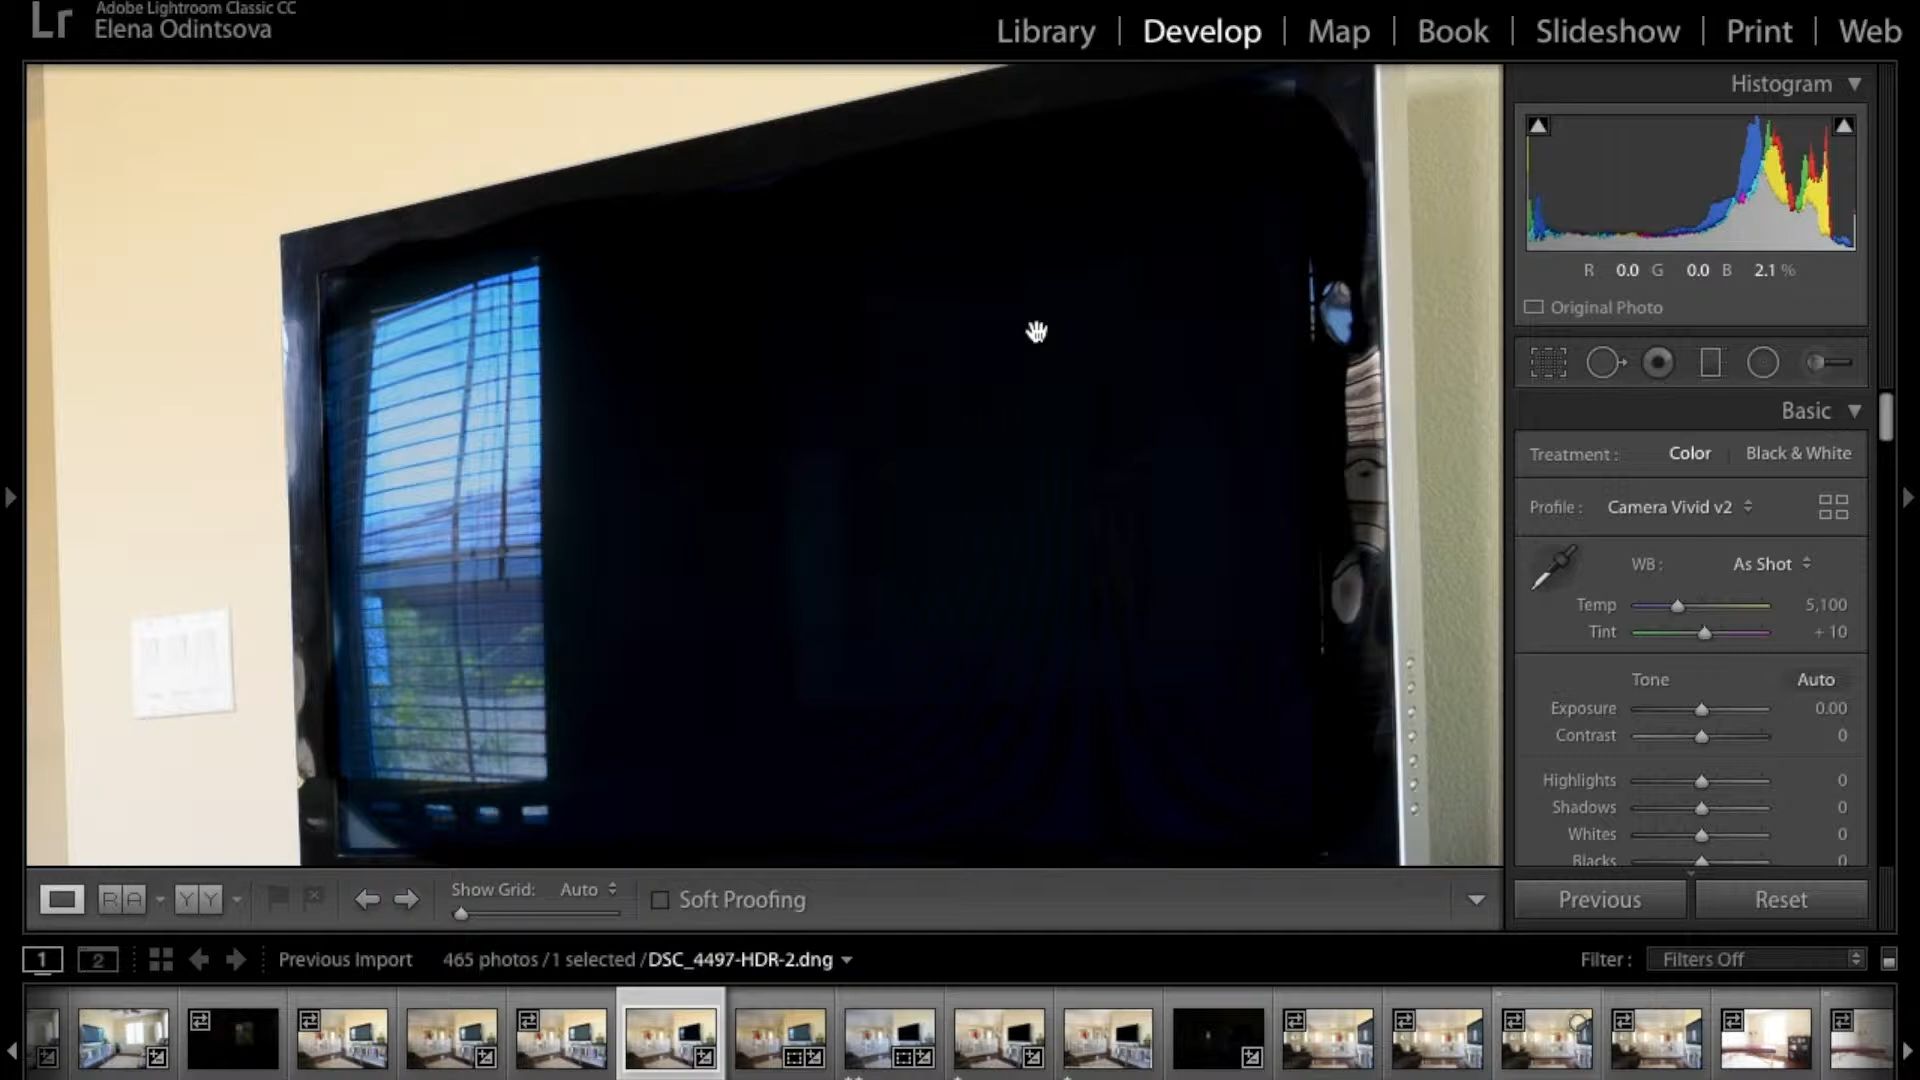 Lr
Adobe Lightroom Classic CC
Elena Odintsova
Library | Develop | Map | Book | Slideshow | Print | Web
Histogram
R 0.0 G 0.0 B 2.1 %
Original Photo
Basic
Treatment : Color Black & White
Profile : Camera Vivid v2
WB : As Shot
Temp 5,100
Tint + 10
Tone Auto
Exposure 0.00
Contrast 0
Highlights 0
Shadows 0
Whites 0
Blacks 0
R A Y Y Show Grid: Auto Soft Proofing
Previous Reset
1 2 Previous Import 465 photos / 1 selected / DSC_4497-HDR-2.dng Filter : Filters Off